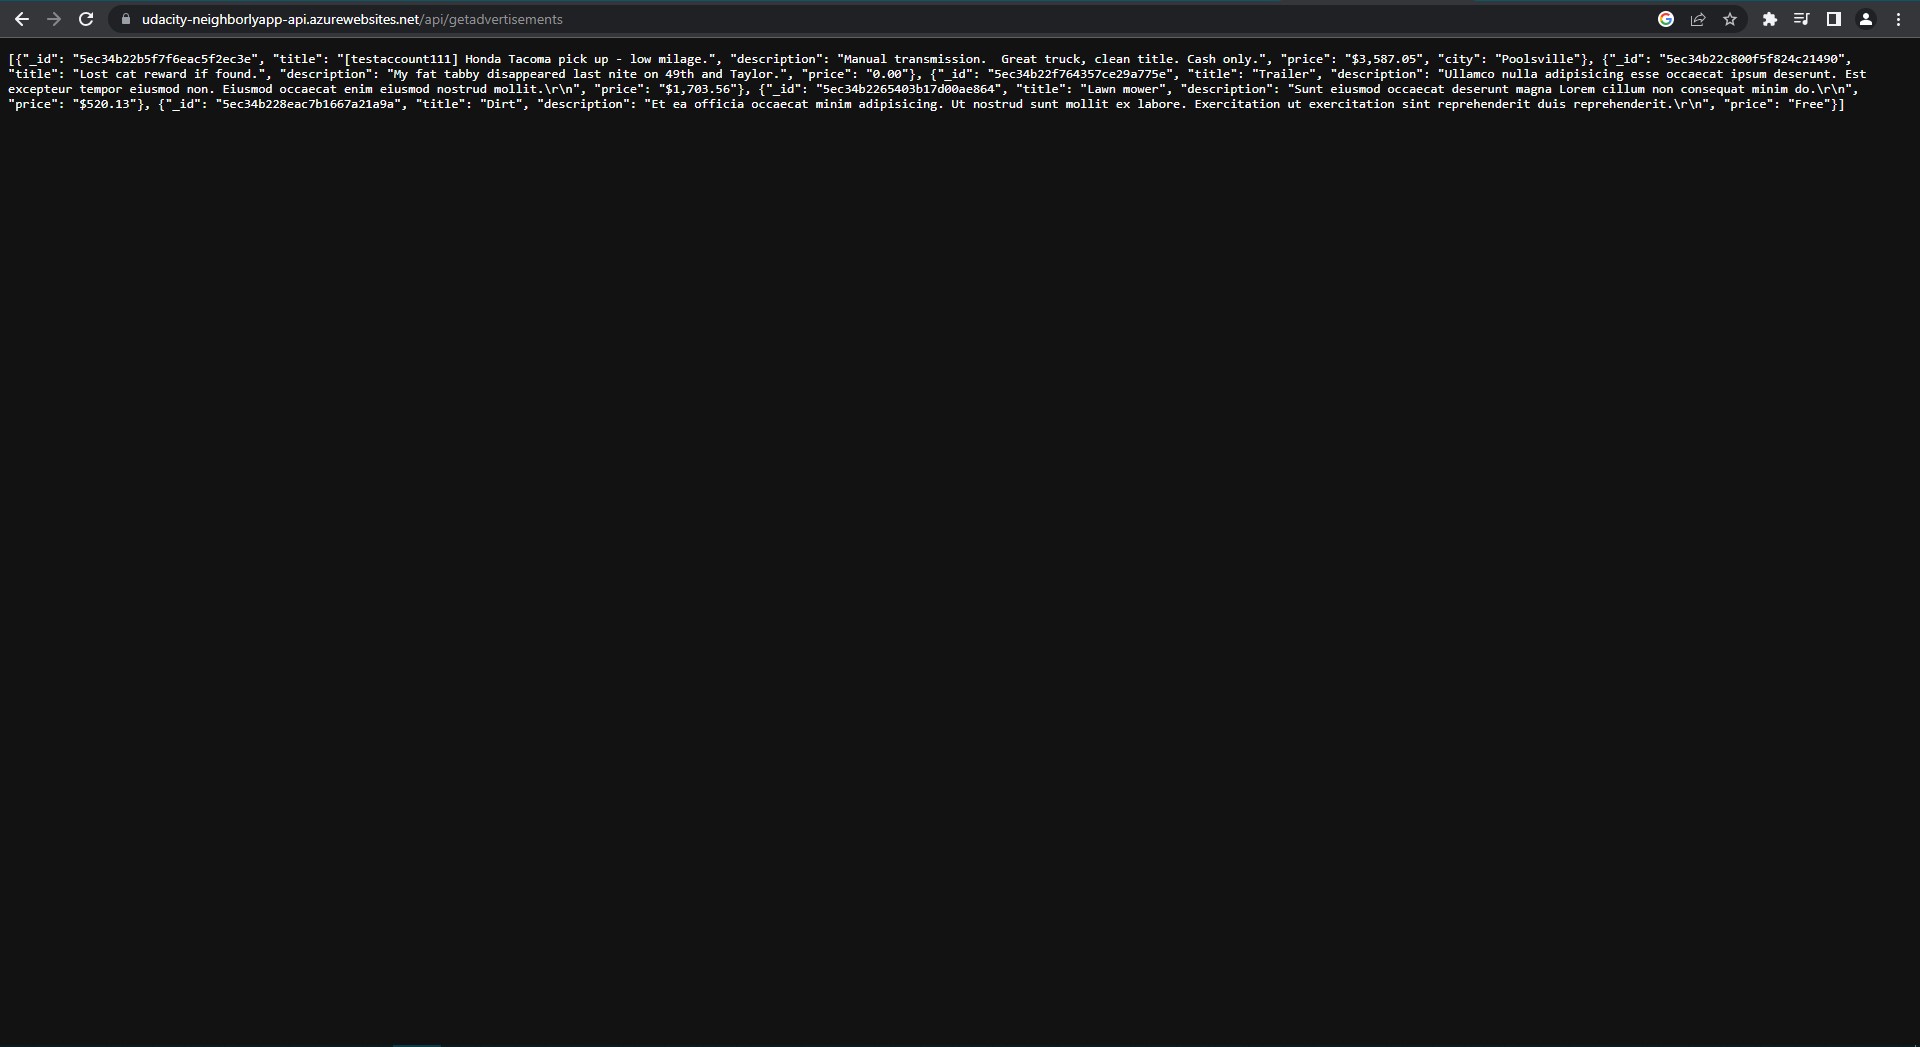 udacity-neighborlyapp-api.azurewebsites.net/api/getadvertisements
[{"_id": "5ec34b22b5f7f6eac5f2ec3e", "title": "[testaccount111] Honda Tacoma pick up - low milage.", "description": "Manual transmission.  Great truck, clean title. Cash only.", "price": "$3,587.05", "city": "Poolsville"}, {"_id": "5ec34b22c800f5f824c21490",
"title": "Lost cat reward if found.", "description": "My fat tabby disappeared last nite on 49th and Taylor.", "price": "0.00"}, {"_id": "5ec34b22f764357ce29a775e", "title": "Trailer", "description": "Ullamco nulla adipisicing esse occaecat ipsum deserunt. Est
excepteur tempor eiusmod non. Eiusmod occaecat enim eiusmod nostrud mollit.\r\n", "price": "$1,703.56"}, {"_id": "5ec34b2265403b17d00ae864", "title": "Lawn mower", "description": "Sunt eiusmod occaecat deserunt magna Lorem cillum non consequat minim do.\r\n",
"price": "$520.13"}, {"_id": "5ec34b228eac7b1667a21a9a", "title": "Dirt", "description": "Et ea officia occaecat minim adipisicing. Ut nostrud sunt mollit ex labore. Exercitation ut exercitation sint reprehenderit duis reprehenderit.\r\n", "price": "Free"}]